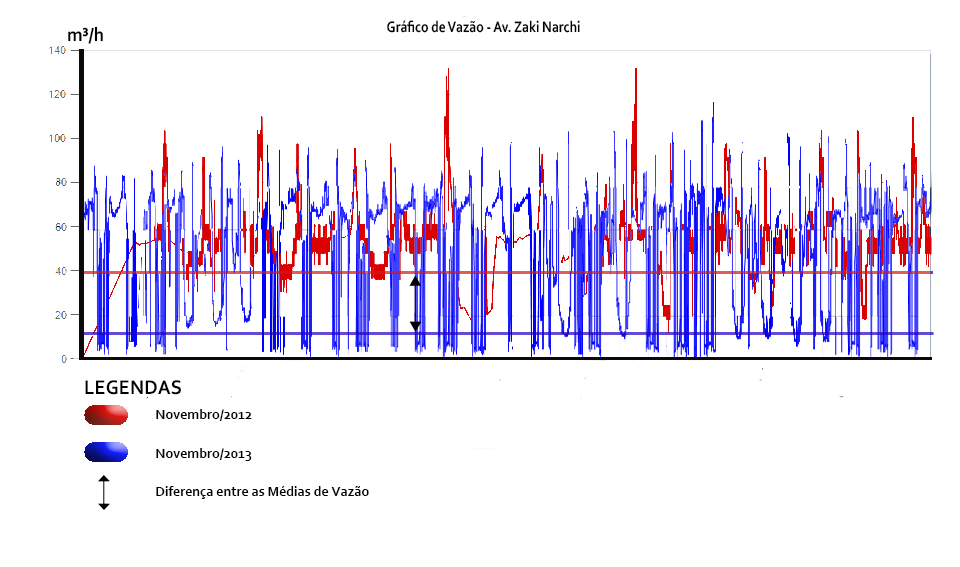 Gráfico de Vazão - Av. Zaki Narchi
m³/h
140
120
100
80
60
40
20
0
LEGENDAS
Novembro/2012
Novembro/2013
Diferença entre as Médias de Vazão